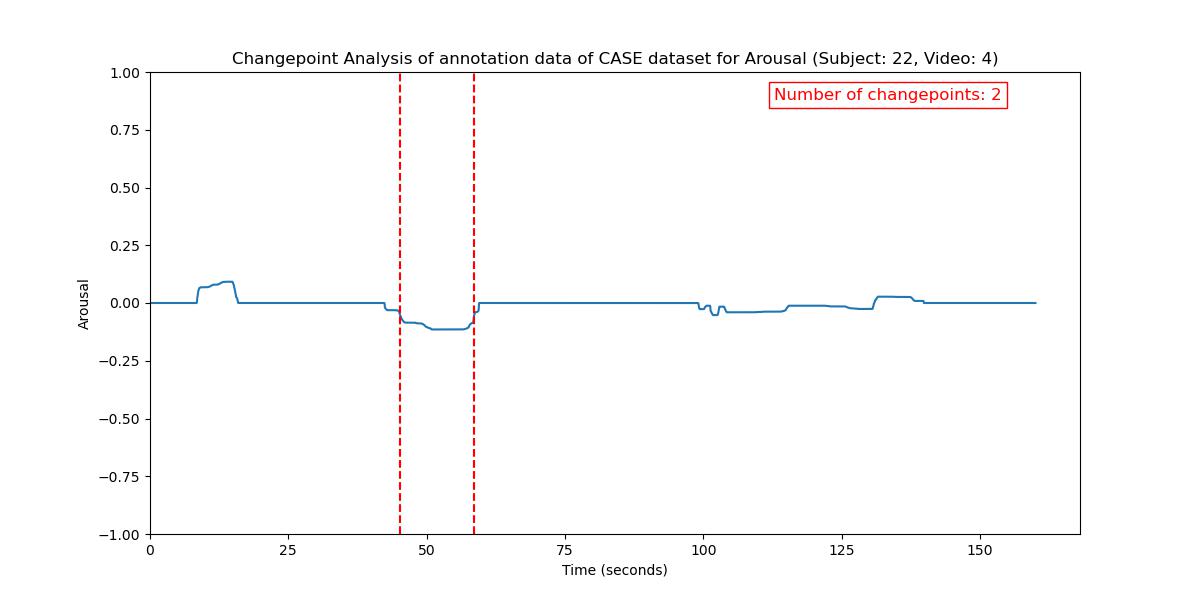 Changepoint Analysis of annotation data of CASE dataset for Arousal (Subject: 22, Video: 4)
Number of changepoints: 2
1.00
0.75
0.50
0.25
0.00
−0.25
−0.50
−0.75
−1.00
Arousal
0 25 50 75 100 125 150
Time (seconds)